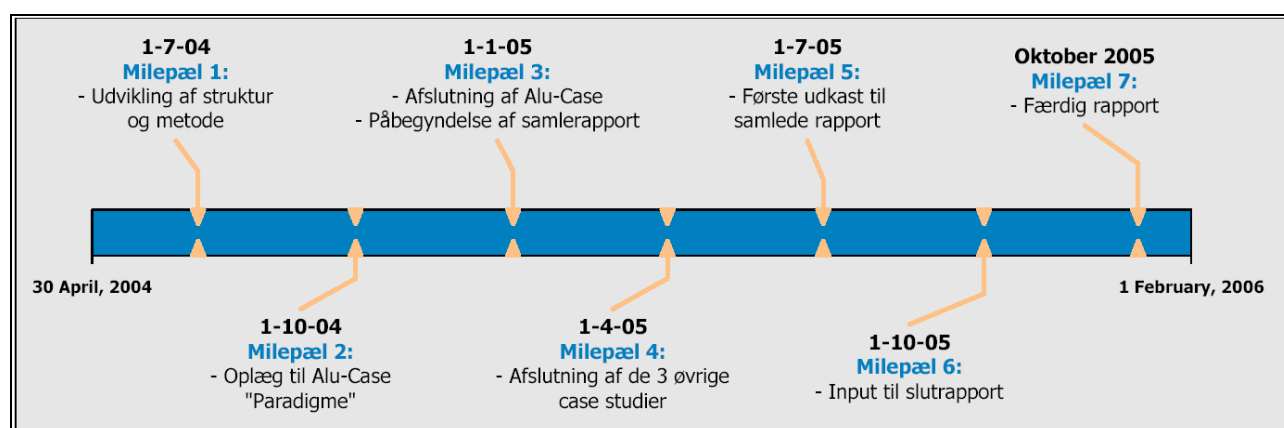 1-7-04
Milepæl 1:
- Udvikling af struktur
og metode
1-1-05
Milepæl 3:
- Afslutning af Alu-Case
- Påbegyndelse af samlerapport
1-7-05
Milepæl 5:
- Første udkast til
samlede rapport
Oktober 2005
Milepæl 7:
- Færdig rapport
30 April, 2004
1 February, 2006
1-10-04
Milepæl 2:
- Oplæg til Alu-Case
"Paradigme"
1-4-05
Milepæl 4:
- Afslutning af de 3 øvrige
case studier
1-10-05
Milepæl 6:
- Input til slutrapport